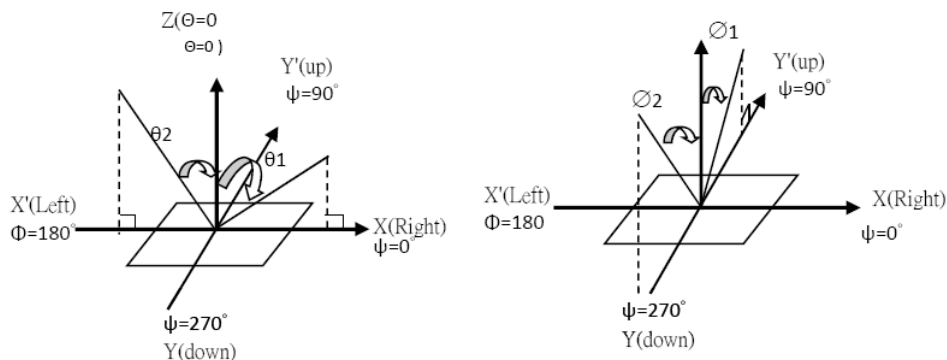 Z(Θ=0
Θ=0 )
Y'(up)
ψ=90°
θ2
θ1
X'(Left)
Φ=180°
X(Right)
ψ=0°
ψ=270°
Y(down)
∅1
Y'(up)
ψ=90°
∅2
X'(Left)
Φ=180
X(Right)
ψ=0°
ψ=270°
Y(down)